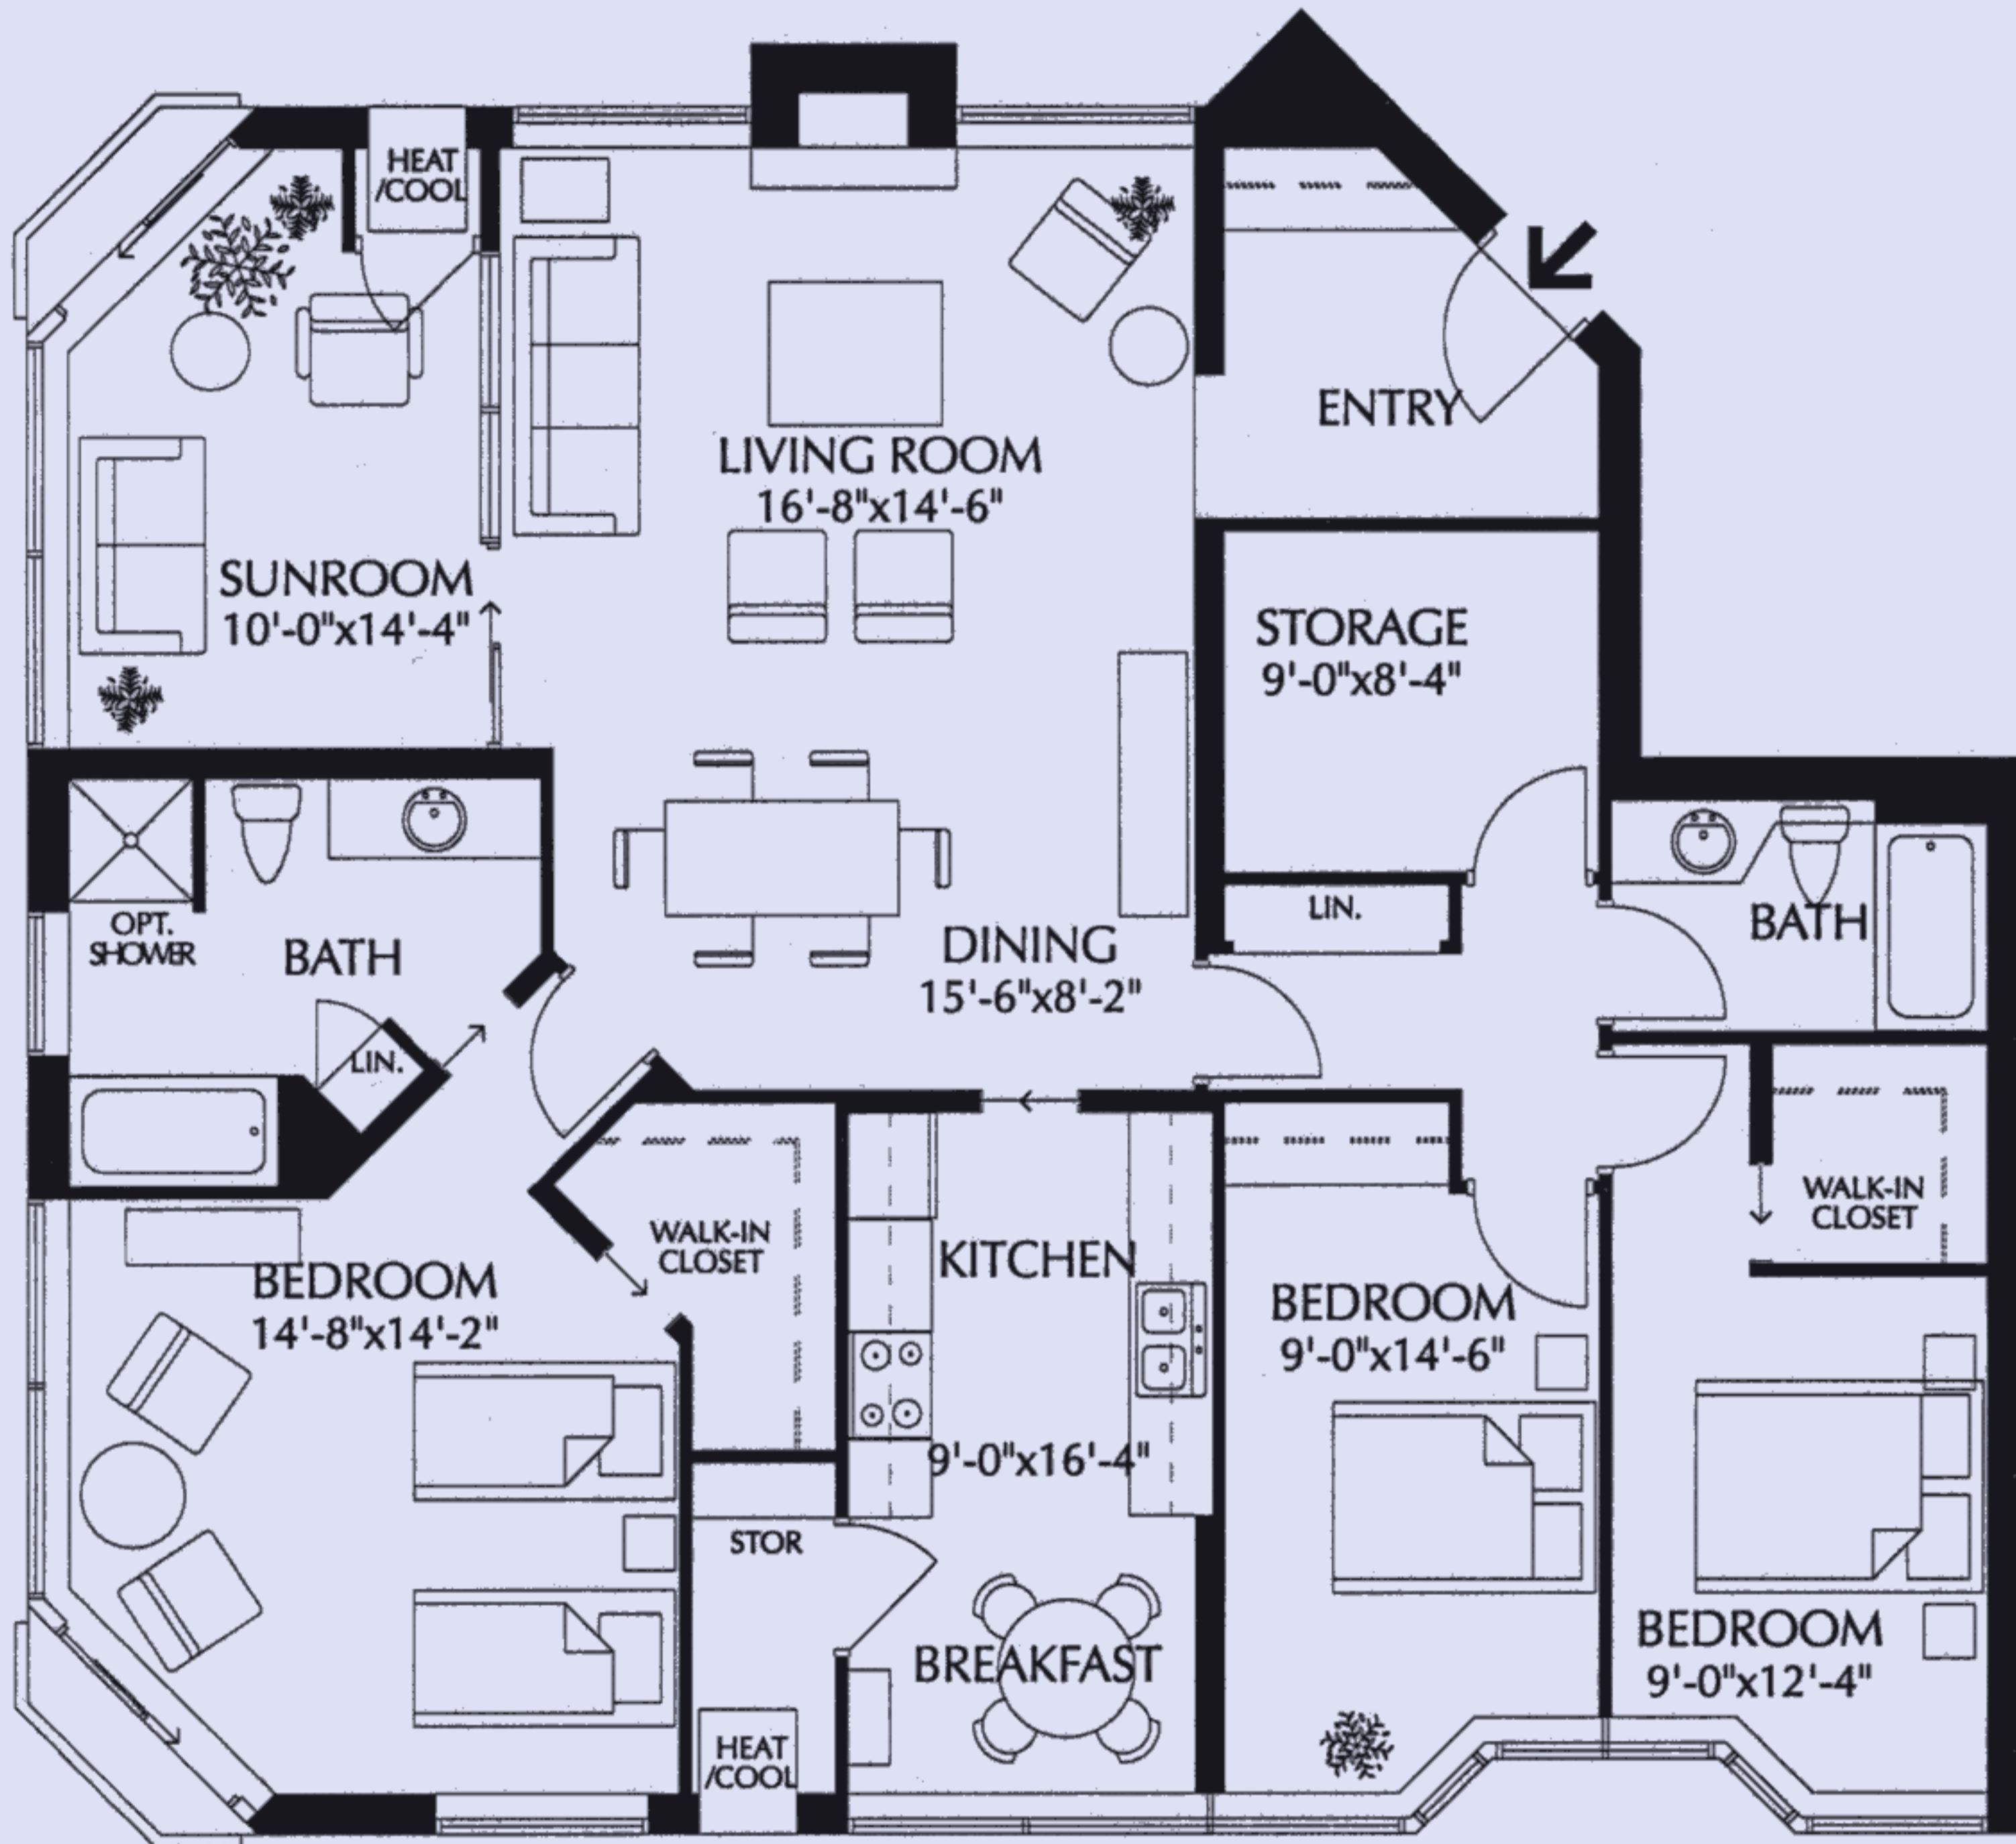 HEAT
/COOL
LIVING ROOM
16'-8"x14'-6"
ENTRY
SUNROOM
10'-0"x14'-4"
STORAGE
9'-0"x8'-4"
OPT.
SHOWER
BATH
LIN.
DINING
15'-6"x8'-2"
LIN.
BATH
WALK-IN
CLOSET
BEDROOM
14'-8"x14'-2"
WALK-IN
CLOSET
KITCHEN
9'-0"x16'-4"
BEDROOM
9'-0"x14'-6"
STOR
BREAKFAST
BEDROOM
9'-0"x12'-4"
HEAT
/COOL